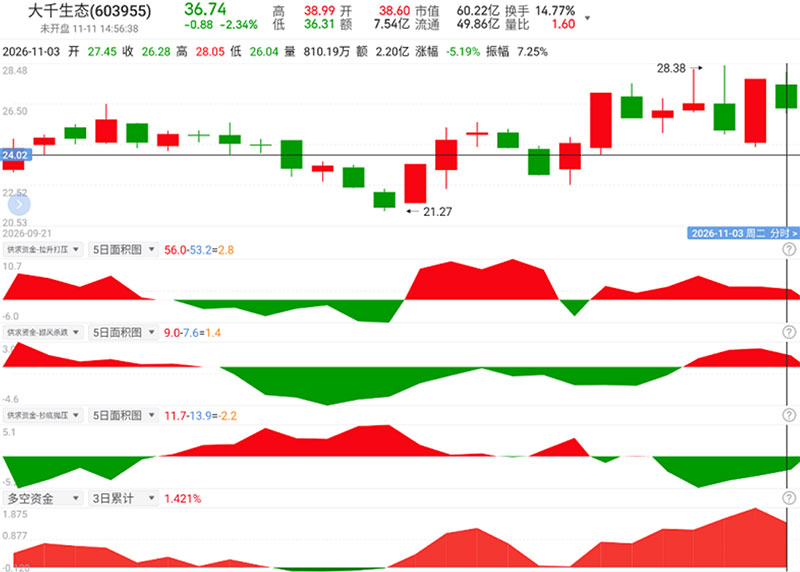 大千生态(603955)
36.74
高 38.99 开 38.60 市值 60.22亿 换手 14.77%
未开盘 11-11 14:56:38
-0.88 -2.34%
低 36.31 额 7.54亿 流通 49.86亿 量比 1.60
2026-11-03 开 27.45 收 26.28 高 28.05 低 26.04 量 810.19万 额 2.20亿 涨幅 -5.19% 振幅 7.25%
28.48
28.38
26.50
24.02
22.52
21.27
20.53
2026-09-21
2026-11-03 周二 分时 >
供求资金-拉升打压 5日面积图 56.0-53.2=2.8
10.7
-6.0
供求资金-跟风杀跌 5日面积图 9.0-7.6=1.4
-4.6
供求资金-抄底抛压 5日面积图 11.7-13.9=-2.2
5.1
多空资金 3日累计 1.421%
1.875
0.877
-0.120